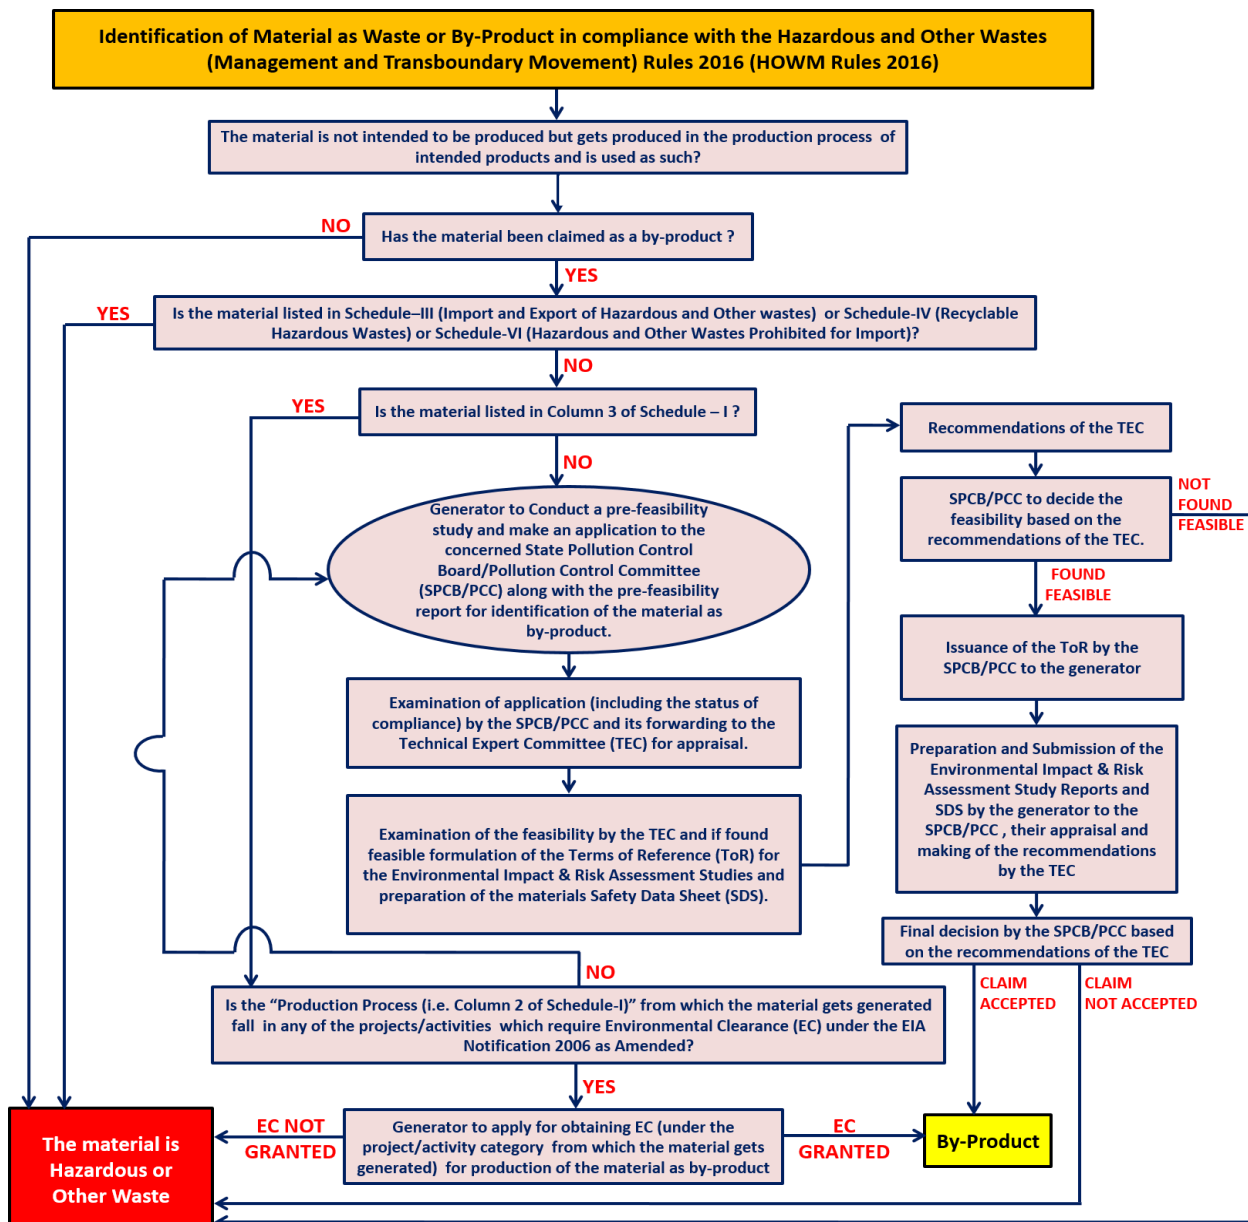 Identification of Material as Waste or By-Product in compliance with the Hazardous and Other Wastes
(Management and Transboundary Movement) Rules 2016 (HOWM Rules 2016)
The material is not intended to be produced but gets produced in the production process of
intended products and is used as such?
NO
Has the material been claimed as a by-product ?
YES
YES
Is the material listed in Schedule–III (Import and Export of Hazardous and Other wastes) or Schedule-IV (Recyclable
Hazardous Wastes) or Schedule-VI (Hazardous and Other Wastes Prohibited for Import)?
NO
YES
Is the material listed in Column 3 of Schedule – I ?
NO
Generator to Conduct a pre-feasibility
study and make an application to the
concerned State Pollution Control
Board/Pollution Control Committee
(SPCB/PCC) along with the pre-feasibility
report for identification of the material as
by-product.
Examination of application (including the status of
compliance) by the SPCB/PCC and its forwarding to the
Technical Expert Committee (TEC) for appraisal.
Examination of the feasibility by the TEC and if found
feasible formulation of the Terms of Reference (ToR) for
the Environmental Impact & Risk Assessment Studies and
preparation of the materials Safety Data Sheet (SDS).
Recommendations of the TEC
SPCB/PCC to decide the
feasibility based on the
recommendations of the TEC.
NOT
FOUND
FEASIBLE
FOUND
FEASIBLE
Issuance of the ToR by the
SPCB/PCC to the generator
Preparation and Submission of the
Environmental Impact & Risk
Assessment Study Reports and
SDS by the generator to the
SPCB/PCC , their appraisal and
making of the recommendations
by the TEC
Final decision by the SPCB/PCC based
on the recommendations of the TEC
CLAIM
ACCEPTED
CLAIM
NOT ACCEPTED
NO
Is the “Production Process (i.e. Column 2 of Schedule-I)” from which the material gets generated
fall in any of the projects/activities which require Environmental Clearance (EC) under the EIA
Notification 2006 as Amended?
YES
Generator to apply for obtaining EC (under the
project/activity category from which the material gets
generated) for production of the material as by-product
EC NOT
GRANTED
EC
GRANTED
The material is
Hazardous or
Other Waste
By-Product